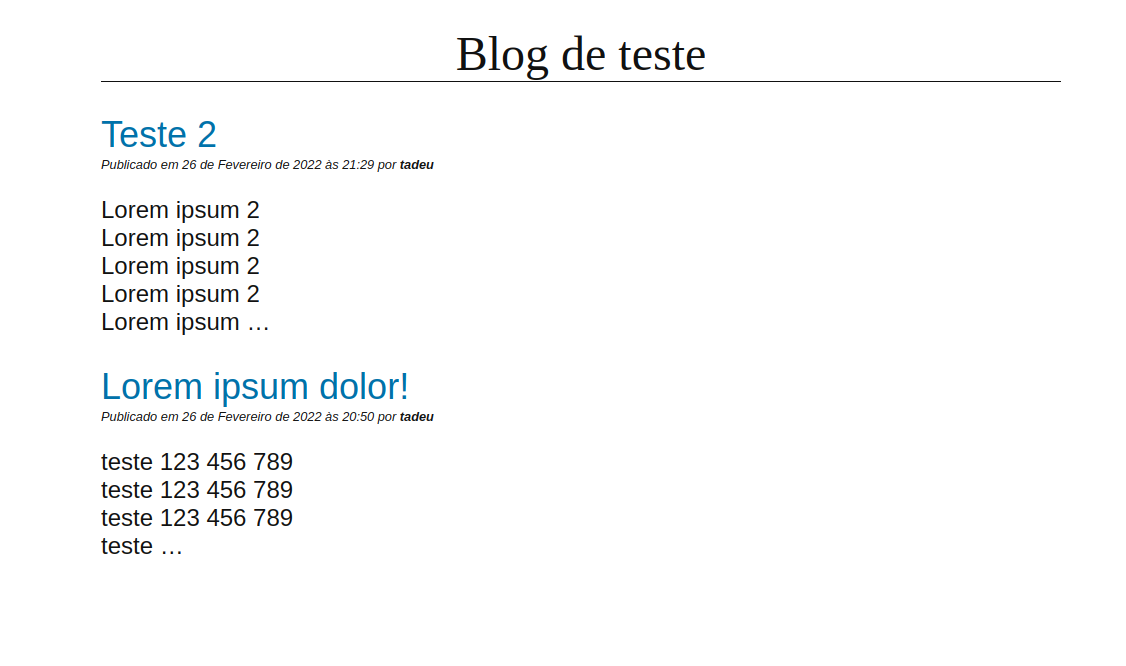 Blog de teste
Teste 2
Publicado em 26 de Fevereiro de 2022 às 21:29 por tadeu
Lorem ipsum 2
Lorem ipsum 2
Lorem ipsum 2
Lorem ipsum 2
Lorem ipsum …
Lorem ipsum dolor!
Publicado em 26 de Fevereiro de 2022 às 20:50 por tadeu
teste 123 456 789
teste 123 456 789
teste 123 456 789
teste …